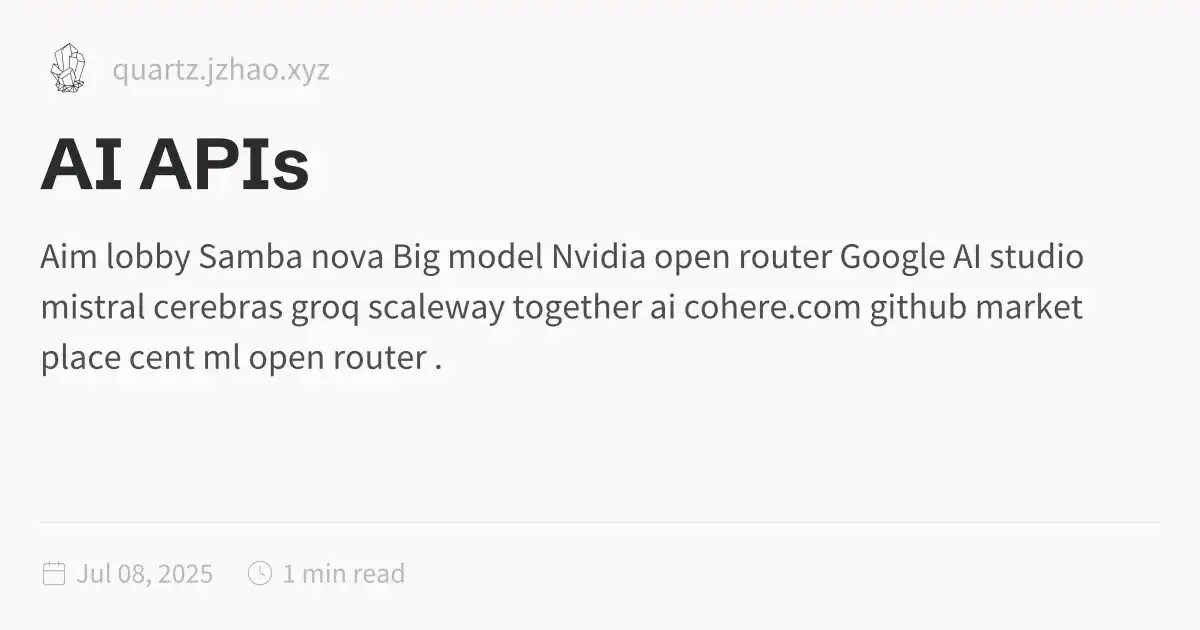 quartz.jzhao.xyz
AI APIs
Aim lobby Samba nova Big model Nvidia open router Google AI studio
mistral cerebras groq scaleway together ai cohere.com github market
place cent ml open router .
Jul 08, 2025 1 min read